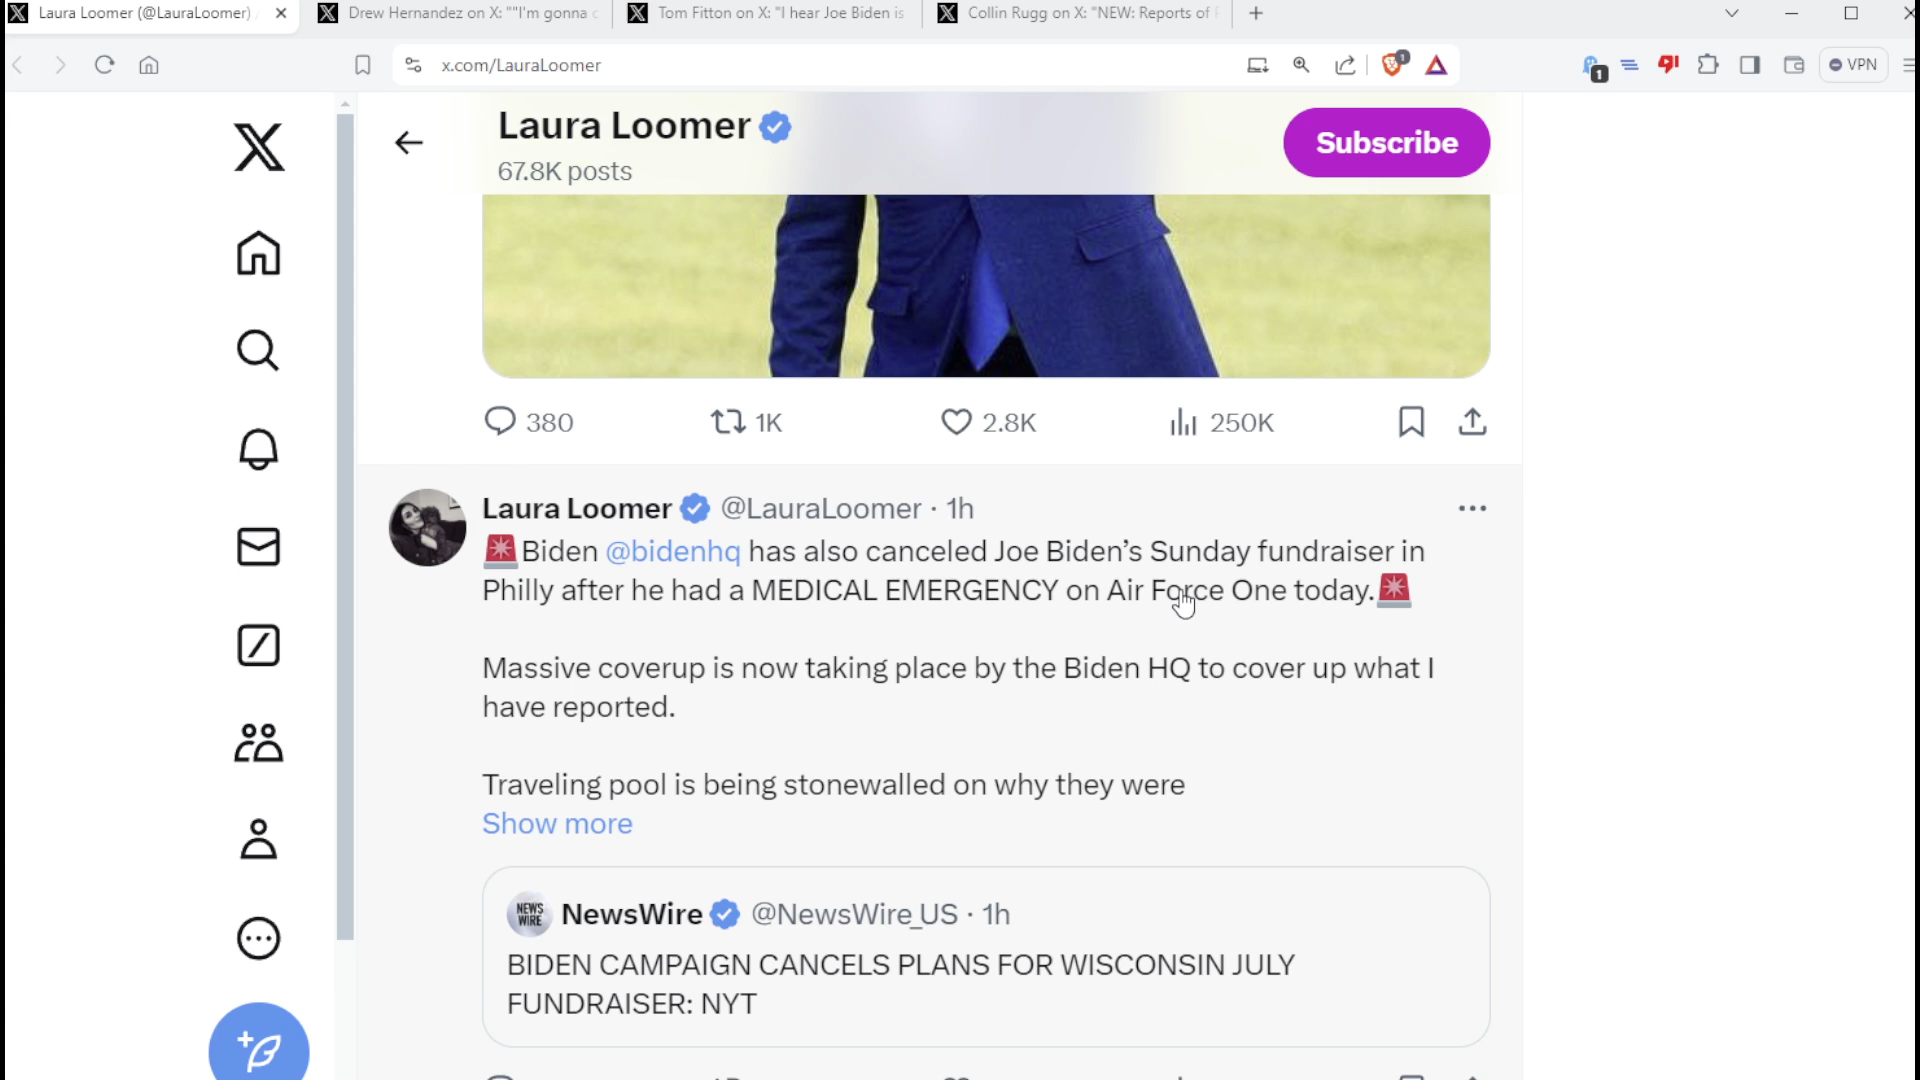 Laura Loomer (@LauraLoomer)
Drew Hernandez on X: ""I'm gonna c
Tom Fitton on X: "I hear Joe Biden is
Collin Rugg on X: "NEW: Reports of
x.com/LauraLoomer
1
1
VPN
Laura Loomer
67.8K posts
Subscribe
380
1K
2.8K
250K
Laura Loomer @LauraLoomer · 1h
Biden @bidenhq has also canceled Joe Biden’s Sunday fundraiser in
Philly after he had a MEDICAL EMERGENCY on Air Force One today.
Massive coverup is now taking place by the Biden HQ to cover up what I
have reported.
Traveling pool is being stonewalled on why they were
Show more
NEWS
WIRE
NewsWire @NewsWire_US · 1h
BIDEN CAMPAIGN CANCELS PLANS FOR WISCONSIN JULY
FUNDRAISER: NYT